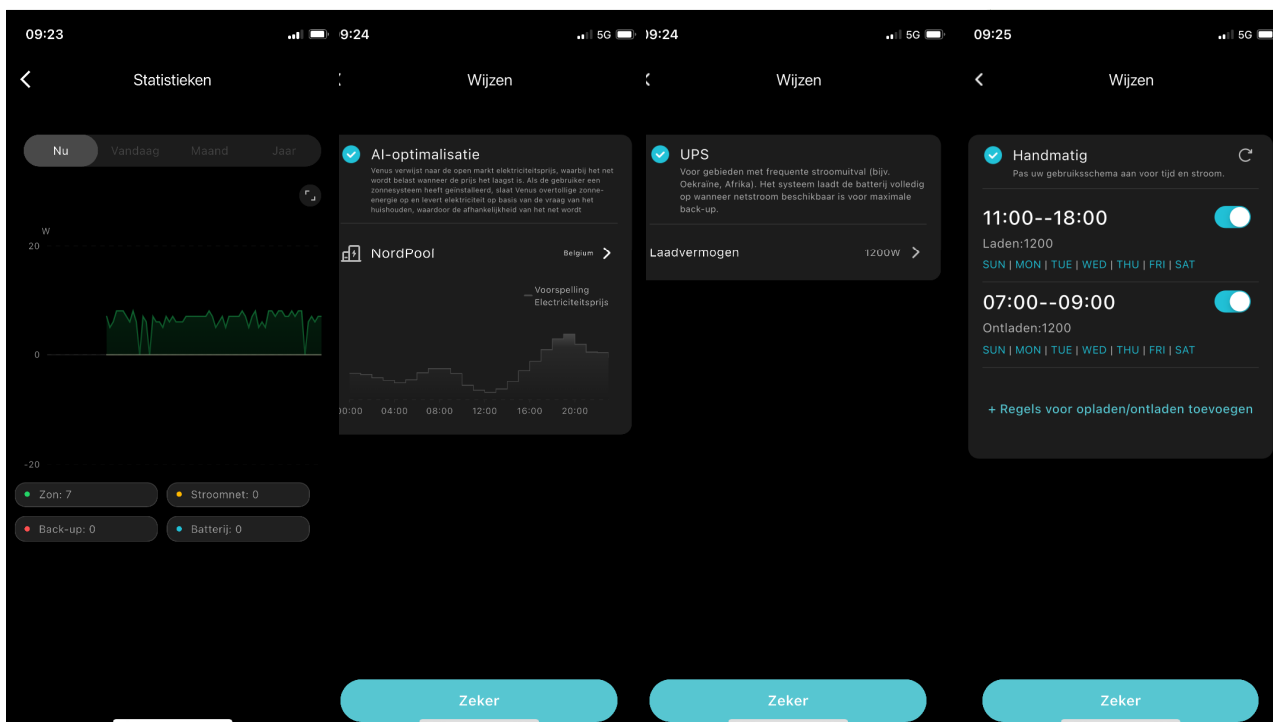 09:23
Statistieken
Nu
Vandaag
Maand
Jaar
W
20
0
-20
Zon: 7
Stroomnet: 0
Back-up: 0
Batterij: 0
9:24
5G
Wijzen
AI-optimalisatie
Venus verwijst naar de open markt elektriciteitsprijs, waarbij het net
wordt belast wanneer de prijs het laagst is. Als de gebruiker een
zonnesysteem heeft geïnstalleerd, slaat Venus overtollige zonne-
energie op en levert elektriciteit op basis van de vraag van het
huishouden, waardoor de afhankelijkheid van het net wordt
NordPool
Belgium
Voorspelling
Electriciteitsprijs
00:00 04:00 08:00 12:00 16:00 20:00
Zeker
9:24
5G
Wijzen
UPS
Voor gebieden met frequente stroomuitval (bijv.
Oekraïne, Afrika). Het systeem laadt de batterij volledig
op wanneer netstroom beschikbaar is voor maximale
back-up.
Laadvermogen
1200W
Zeker
09:25
5G
Wijzen
Handmatig
Pas uw gebruiksschema aan voor tijd en stroom.
11:00--18:00
Laden:1200
SUN | MON | TUE | WED | THU | FRI | SAT
07:00--09:00
Ontladen:1200
SUN | MON | TUE | WED | THU | FRI | SAT
+ Regels voor opladen/ontladen toevoegen
Zeker